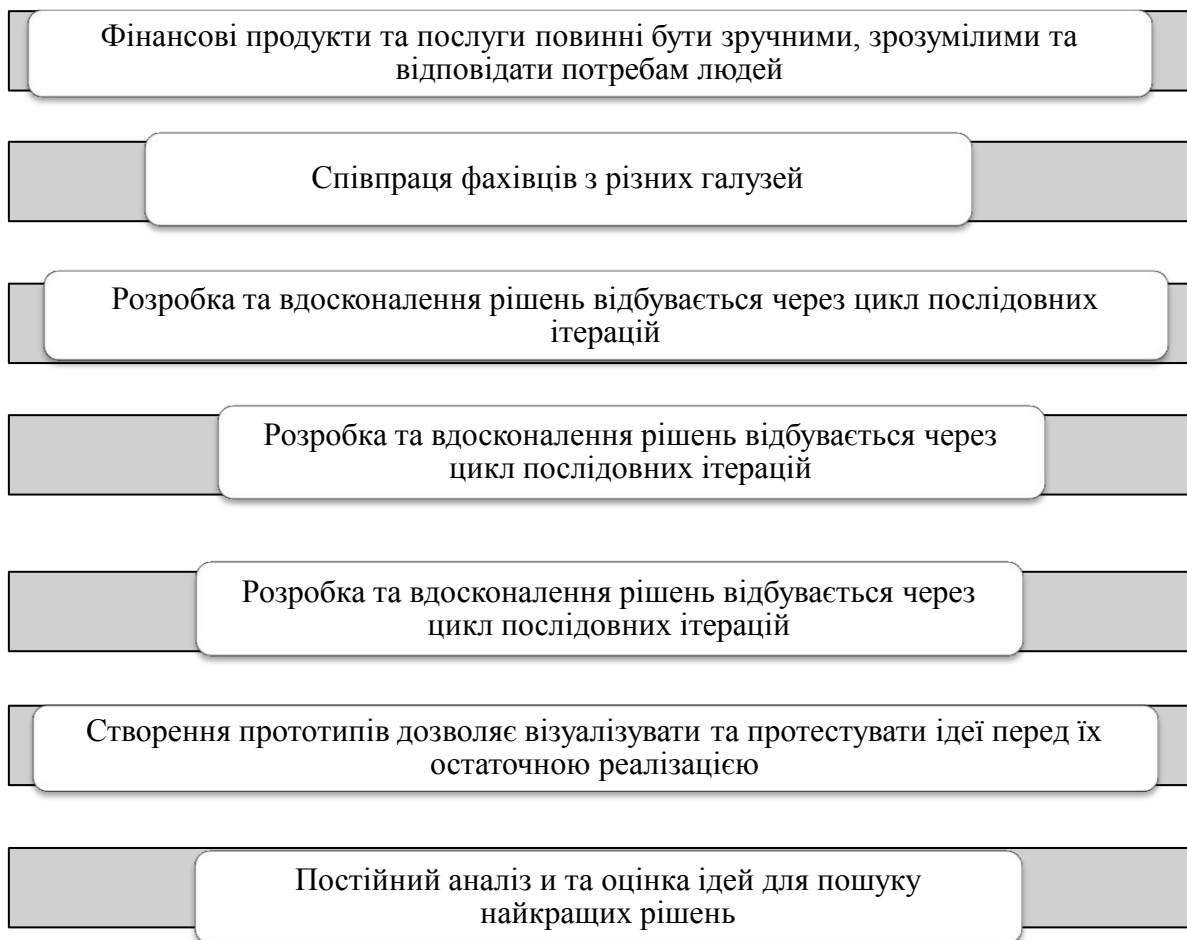 Фінансові продукти та послуги повинні бути зручними, зрозумілими та
відповідати потребам людей
Співпраця фахівців з різних галузей
Розробка та вдосконалення рішень відбувається через цикл послідовних
ітерацій
Розробка та вдосконалення рішень відбувається через
цикл послідовних ітерацій
Розробка та вдосконалення рішень відбувається через
цикл послідовних ітерацій
Створення прототипів дозволяє візуалізувати та протестувати ідеї перед їх
остаточною реалізацією
Постійний аналіз и та оцінка ідей для пошуку
найкращих рішень